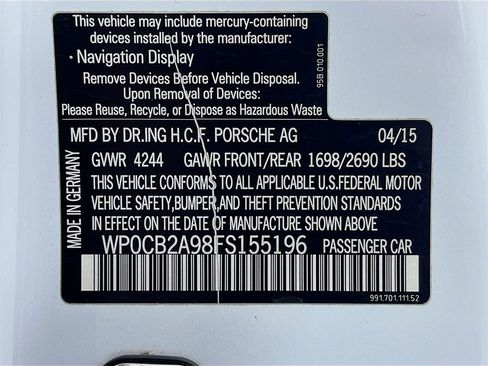 This vehicle may include mercury-containing
devices installed by the manufacturer:
• Navigation Display
Remove Devices Before Vehicle Disposal.
Upon Removal of Devices:
Please Reuse, Recycle, or Dispose as Hazardous Waste
95B.010.001
MFD BY DR.ING H.C.F. PORSCHE AG 04/15
GVWR 4244 GAWR FRONT/REAR 1698/2690 LBS
THIS VEHICLE CONFORMS TO ALL APPLICABLE U.S.FEDERAL MOTOR
VEHICLE SAFETY,BUMPER,AND THEFT PREVENTION STANDARDS
IN EFFECT ON THE DATE OF MANUFACTURE SHOWN ABOVE.
WP0CB2A98FS155196 PASSENGER CAR
MADE IN GERMANY
991.701.111.52